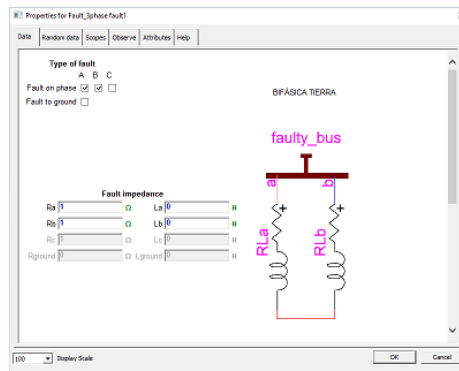 Properties for Fault_3phase fault1
Data Random data Scopes Observe Attributes Help
Type of fault
A B C
Fault on phase
Fault to ground
BIFÁSICA TIERRA
faulty_bus
a b
Fault impedance
Ra 1 Ω La 0 H
Rb 1 Ω Lb 0 H
Rc 1 Ω Lc 0 H
Rground 0 Ω Lground 0 H
+ +
RLa RLb
100 Display Scale OK Cancel